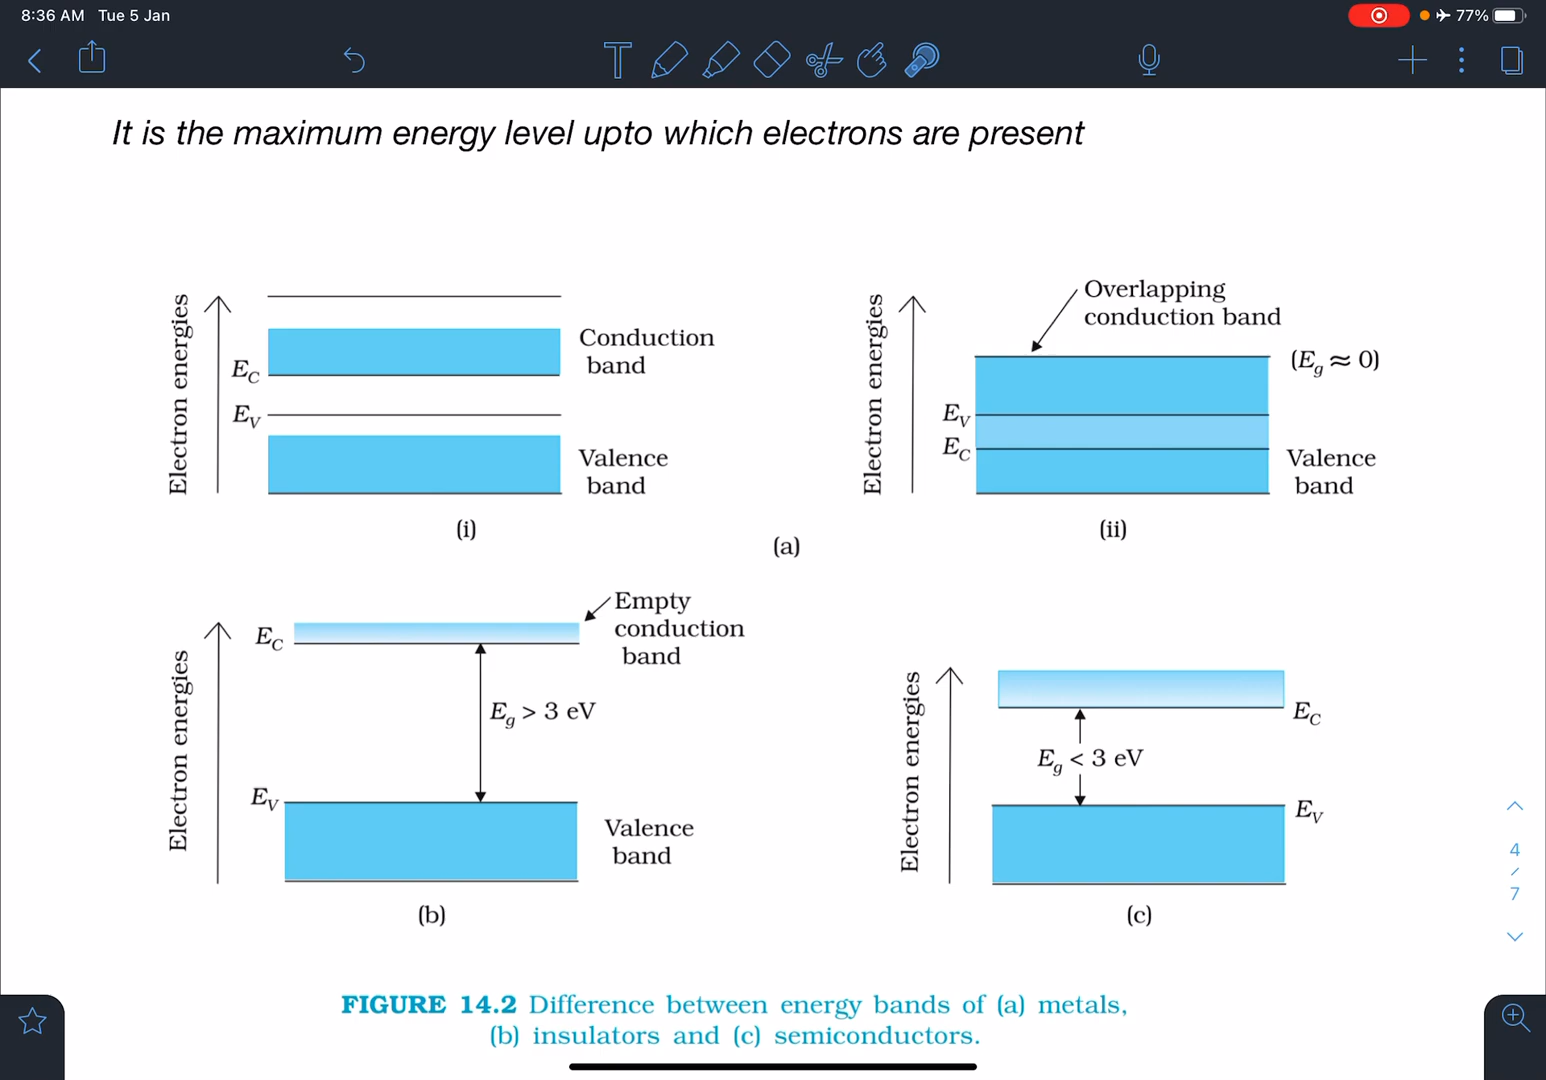 8:36 AM Tue 5 Jan
77%
T
It is the maximum energy level upto which electrons are present
Electron energies
E_C
E_V
Conduction
band
Valence
band
(i)
Electron energies
Overlapping
conduction band
(E_g ≈ 0)
E_V
E_C
Valence
band
(ii)
(a)
Electron energies
E_C
Empty
conduction
band
E_g > 3 eV
E_V
Valence
band
(b)
Electron energies
E_C
E_g < 3 eV
E_V
(c)
4
/
7
FIGURE 14.2 Difference between energy bands of (a) metals,
(b) insulators and (c) semiconductors.